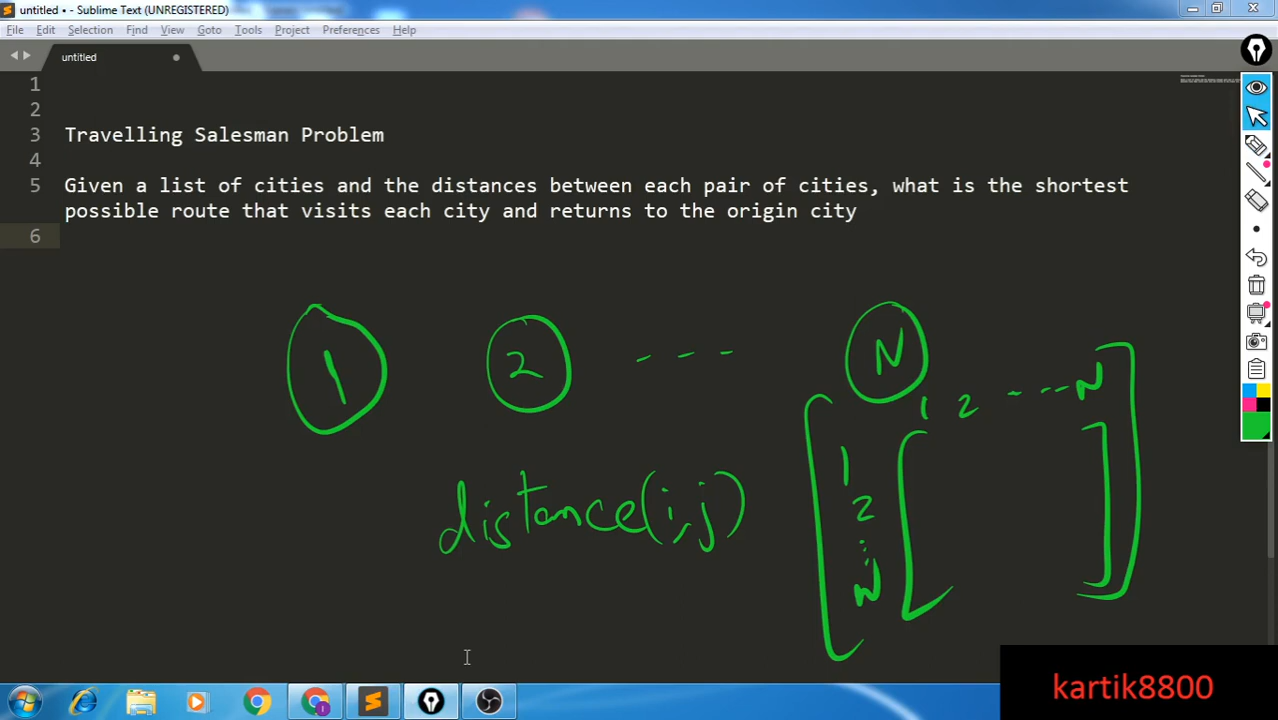 untitled • - Sublime Text (UNREGISTERED)
File Edit Selection Find View Goto Tools Project Preferences Help
untitled
1
2
3 Travelling Salesman Problem
4
5 Given a list of cities and the distances between each pair of cities, what is the shortest
possible route that visits each city and returns to the origin city
6
1 2 - - - N
1 2 - - - N
distance(i,j)
1
2
⋮
N
kartik8800